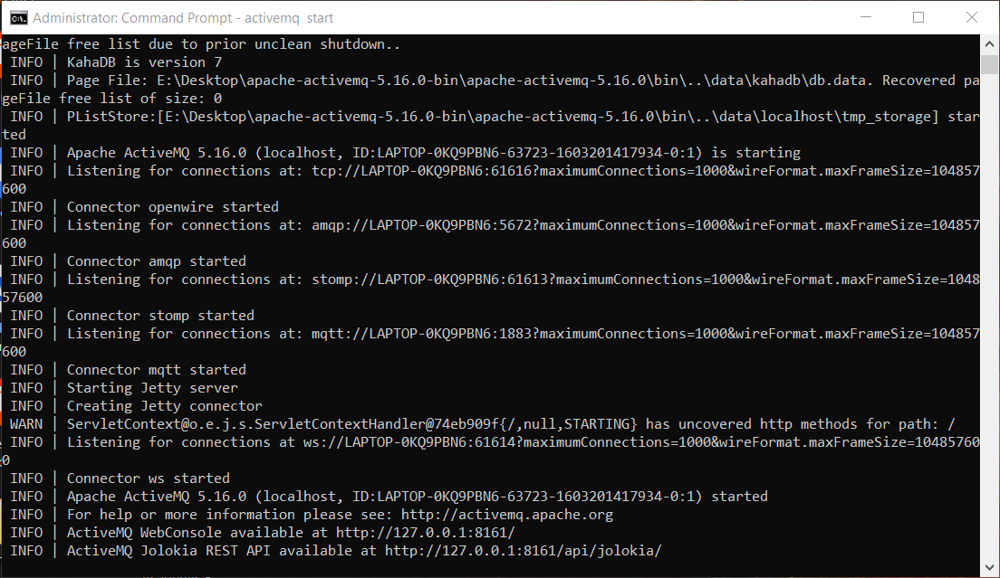 Administrator: Command Prompt - activemq  start
ageFile free list due to prior unclean shutdown..
 INFO | KahaDB is version 7
 INFO | Page File: E:\Desktop\apache-activemq-5.16.0-bin\apache-activemq-5.16.0\bin\..\data\kahadb\db.data. Recovered pa
geFile free list of size: 0
 INFO | PListStore:[E:\Desktop\apache-activemq-5.16.0-bin\apache-activemq-5.16.0\bin\..\data\localhost\tmp_storage] star
ted
 INFO | Apache ActiveMQ 5.16.0 (localhost, ID:LAPTOP-0KQ9PBN6-63723-1603201417934-0:1) is starting
 INFO | Listening for connections at: tcp://LAPTOP-0KQ9PBN6:61616?maximumConnections=1000&wireFormat.maxFrameSize=104857
600
 INFO | Connector openwire started
 INFO | Listening for connections at: amqp://LAPTOP-0KQ9PBN6:5672?maximumConnections=1000&wireFormat.maxFrameSize=104857
600
 INFO | Connector amqp started
 INFO | Listening for connections at: stomp://LAPTOP-0KQ9PBN6:61613?maximumConnections=1000&wireFormat.maxFrameSize=1048
57600
 INFO | Connector stomp started
 INFO | Listening for connections at: mqtt://LAPTOP-0KQ9PBN6:1883?maximumConnections=1000&wireFormat.maxFrameSize=104857
600
 INFO | Connector mqtt started
 INFO | Starting Jetty server
 INFO | Creating Jetty connector
 WARN | ServletContext@o.e.j.s.ServletContextHandler@74eb909f{/,null,STARTING} has uncovered http methods for path: /
 INFO | Listening for connections at ws://LAPTOP-0KQ9PBN6:61614?maximumConnections=1000&wireFormat.maxFrameSize=10485760
0
 INFO | Connector ws started
 INFO | Apache ActiveMQ 5.16.0 (localhost, ID:LAPTOP-0KQ9PBN6-63723-1603201417934-0:1) started
 INFO | For help or more information please see: http://activemq.apache.org
 INFO | ActiveMQ WebConsole available at http://127.0.0.1:8161/
 INFO | ActiveMQ Jolokia REST API available at http://127.0.0.1:8161/api/jolokia/